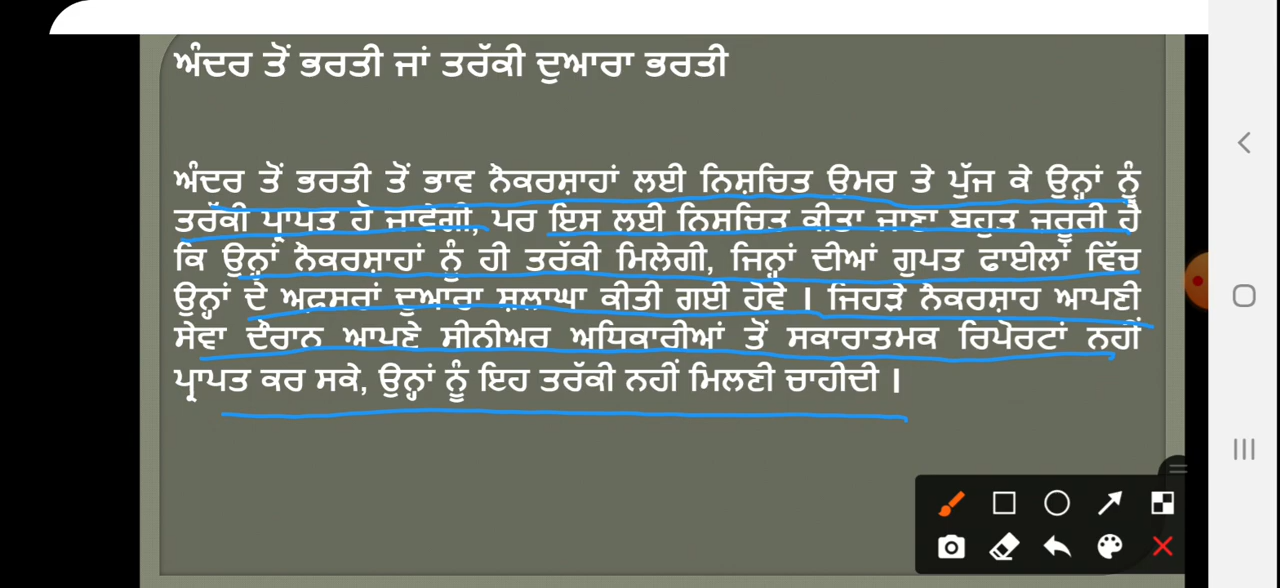 ਅੰਦਰ ਤੋਂ ਭਰਤੀ ਜਾਂ ਤਰੱਕੀ ਦੁਆਰਾ ਭਰਤੀ
ਅੰਦਰ ਤੋਂ ਭਰਤੀ ਤੋਂ ਭਾਵ ਨੌਕਰਸ਼ਾਹਾਂ ਲਈ ਨਿਸ਼ਚਿਤ ਉਮਰ ਤੇ ਪੁੱਜ ਕੇ ਉਨ੍ਹਾਂ ਨੂੰ
ਤਰੱਕੀ ਪ੍ਰਾਪਤ ਹੋ ਜਾਵੇਗੀ, ਪਰ ਇਸ ਲਈ ਨਿਸ਼ਚਿਤ ਕੀਤਾ ਜਾਣਾ ਬਹੁਤ ਜ਼ਰੂਰੀ ਹੈ
ਕਿ ਉਨ੍ਹਾਂ ਨੌਕਰਸ਼ਾਹਾਂ ਨੂੰ ਹੀ ਤਰੱਕੀ ਮਿਲੇਗੀ, ਜਿਨ੍ਹਾਂ ਦੀਆਂ ਗੁਪਤ ਫਾਈਲਾਂ ਵਿੱਚ
ਉਨ੍ਹਾਂ ਦੇ ਅਫ਼ਸਰਾਂ ਦੁਆਰਾ ਸ਼ਲਾਘਾ ਕੀਤੀ ਗਈ ਹੋਵੇ । ਜਿਹੜੇ ਨੌਕਰਸ਼ਾਹ ਆਪਣੀ
ਸੇਵਾ ਦੌਰਾਨ ਆਪਣੇ ਸੀਨੀਅਰ ਅਧਿਕਾਰੀਆਂ ਤੋਂ ਸਕਾਰਾਤਮਕ ਰਿਪੋਰਟਾਂ ਨਹੀਂ
ਪ੍ਰਾਪਤ ਕਰ ਸਕੇ, ਉਨ੍ਹਾਂ ਨੂੰ ਇਹ ਤਰੱਕੀ ਨਹੀਂ ਮਿਲਣੀ ਚਾਹੀਦੀ ।